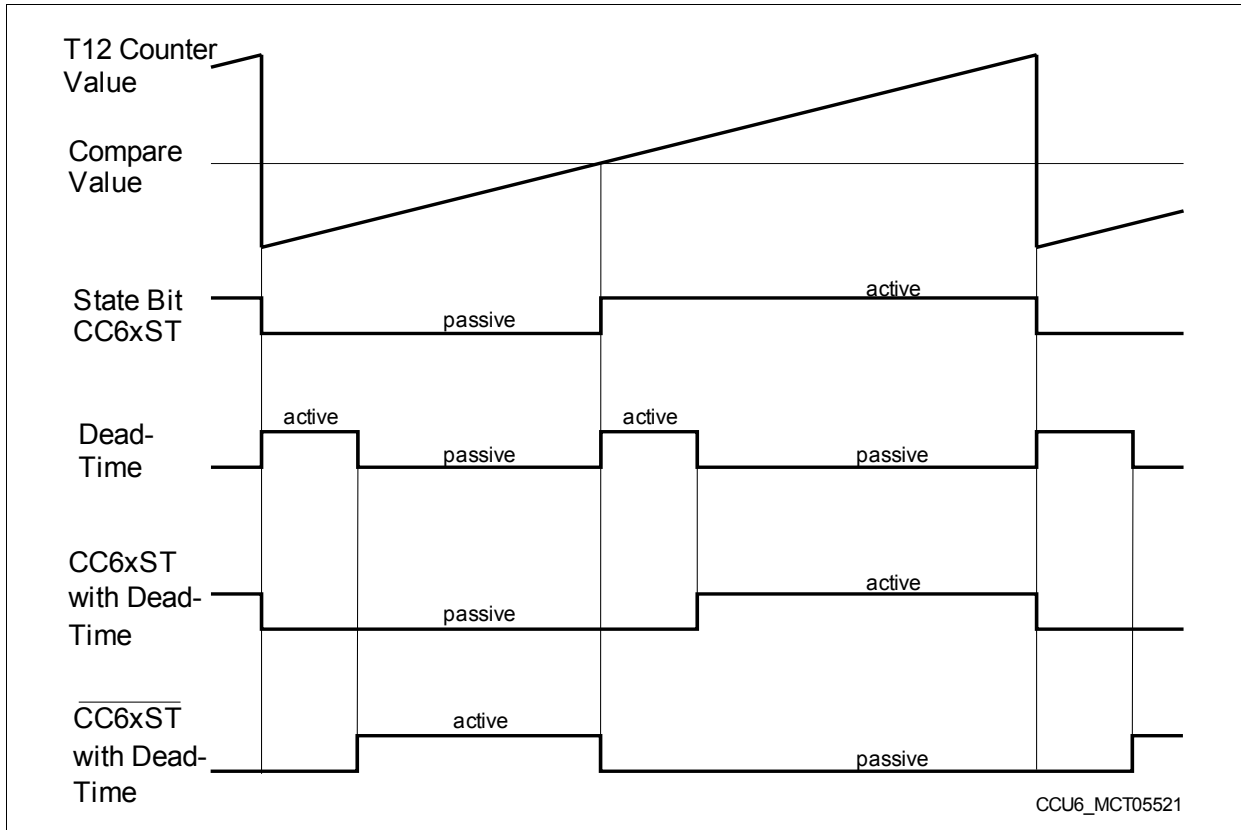 T12 Counter
Value
Compare
Value
State Bit
CC6xST
active
passive
Dead-
Time
active
active
passive
passive
CC6xST
with Dead-
Time
active
passive
CC6xST
with Dead-
Time
active
passive
CCU6_MCT05521